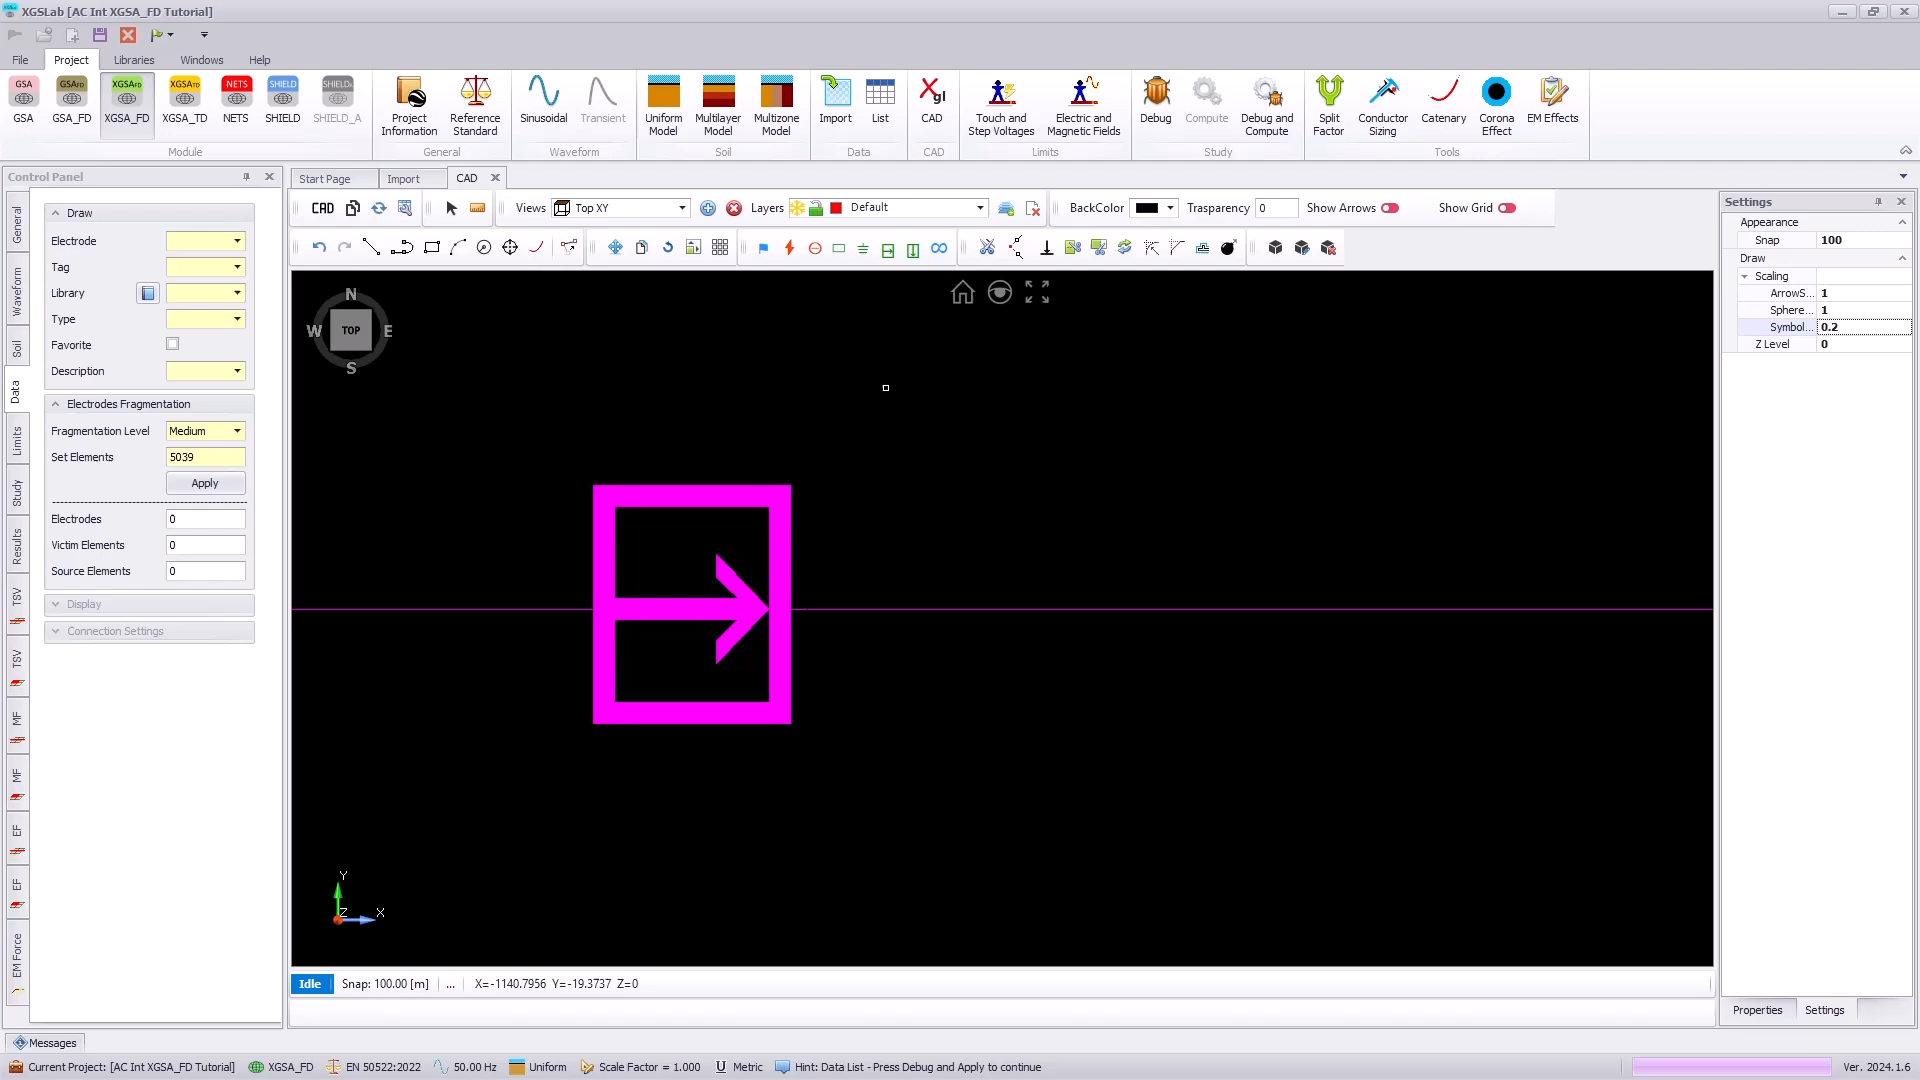 XGSLab [AC Int XGSA_FD Tutorial]
File
Project
Libraries
Windows
Help
GSA
GSA
GSAFD
GSA_FD
XGSAFD
XGSA_FD
XGSATD
XGSA_TD
NETS
NETS
SHIELD
SHIELD
SHIELD_A
Module
Project Information
Reference Standard
General
Sinusoidal
Transient
Waveform
Uniform Model
Multilayer Model
Multizone Model
Soil
Import
List
Data
Xgl
CAD
CAD
Touch and Step Voltages
Electric and Magnetic Fields
Limits
Debug
Compute
Debug and Compute
Study
Split Factor
Conductor Sizing
Catenary
Corona Effect
EM Effects
Tools
Control Panel
General
Waveform
Soil
Data
Limits
Study
Results
TSV
TSV
MF
MF
EF
EF
EM Force
Draw
Electrode
Tag
Library
Type
Favorite
Description
Electrodes Fragmentation
Fragmentation Level
Medium
Set Elements
5039
Apply
Electrodes
0
Victim Elements
0
Source Elements
0
Display
Connection Settings
Start Page
Import
CAD
CAD
Views
Top XY
Layers
Default
BackColor
Trasparency
0
Show Arrows
Show Grid
N
W
TOP
E
S
Y
Z
X
Idle
Snap: 100.00 [m]
...
X=-1140.7956 Y=-19.3737 Z=0
Settings
Appearance
Snap
100
Draw
Scaling
ArrowS...
1
Sphere...
1
Symbol...
0.2
Z Level
0
Properties
Settings
Messages
Current Project: [AC Int XGSA_FD Tutorial]
XGSA_FD
EN 50522:2022
50.00 Hz
Uniform
Scale Factor = 1.000
U
Metric
Hint: Data List - Press Debug and Apply to continue
Ver. 2024.1.6